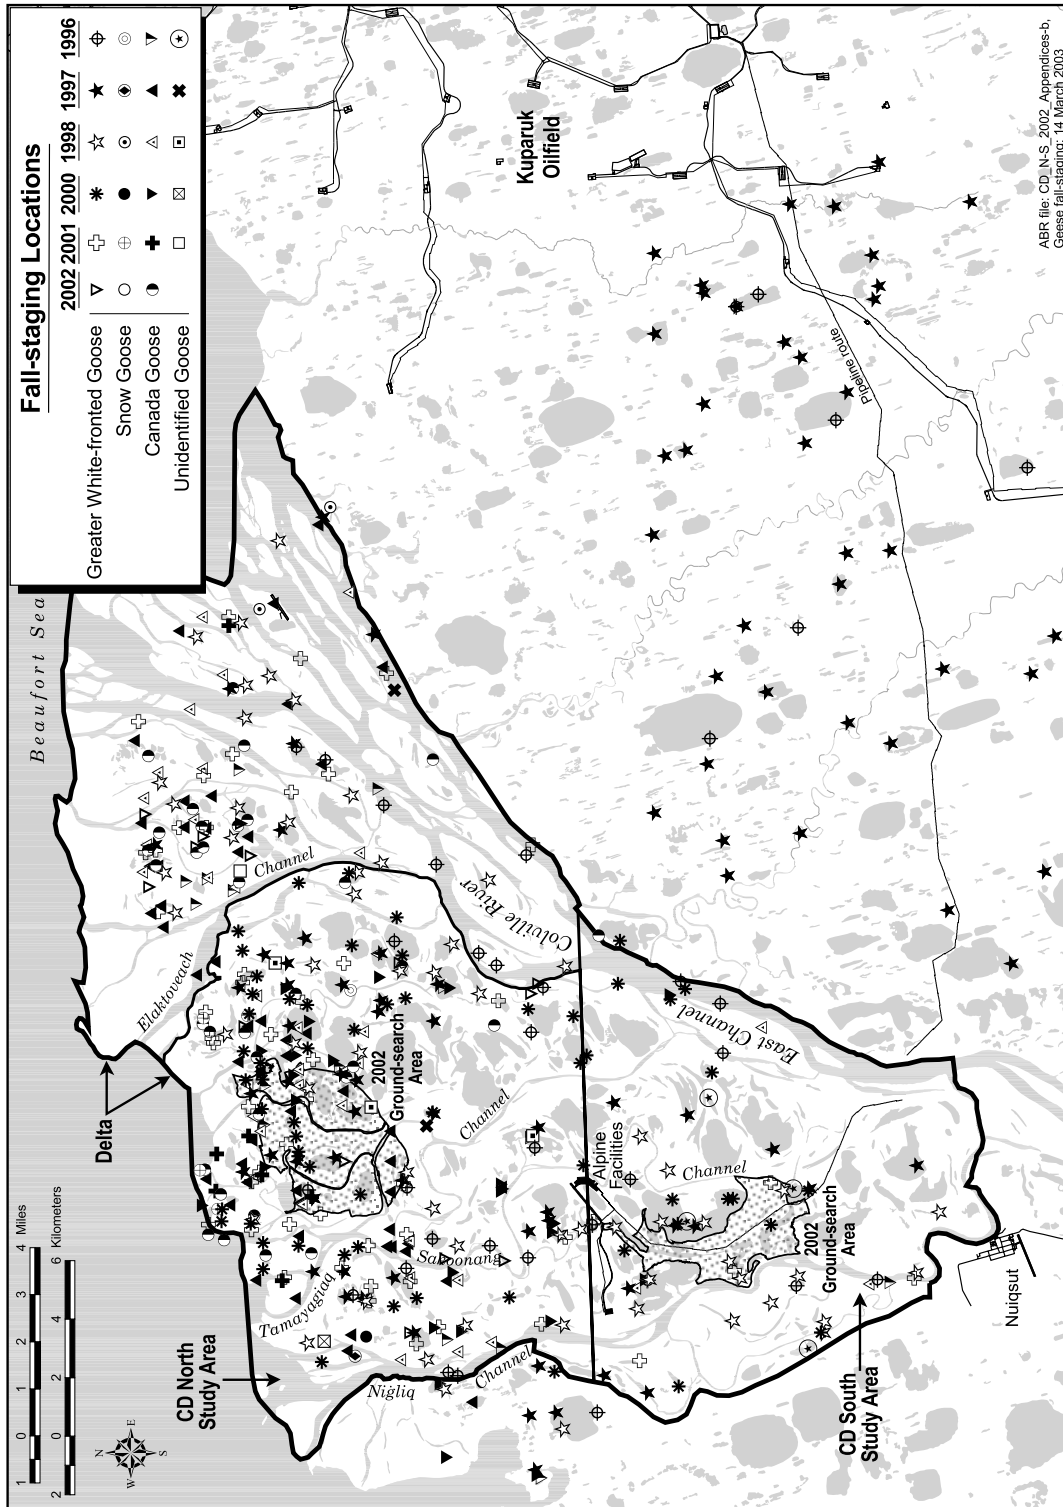 Fall-staging Locations
2002 2001 2000 1998 1997 1996
Greater White-fronted Goose
Snow Goose
Canada Goose
Unidentified Goose
Beaufort Sea
Kuparuk
Oilfield
Pipeline route
Elaktoveach
Channel
Colville River
Delta
2002
Ground-search
Area
Channel
East Channel
Sakoonang
Tamayagiaq
Alpine
Facilities
Channel
2002
Ground-search
Area
CD North
Study Area
Nigliq
Channel
CD South
Study Area
Nuiqsut
1 0 1 2 3 4 Miles
2 0 2 4 6 Kilometers
N
W E
S
ABR file: CD_N-S_2002_Appendices-b,
Geese fall-staging; 14 March 2003